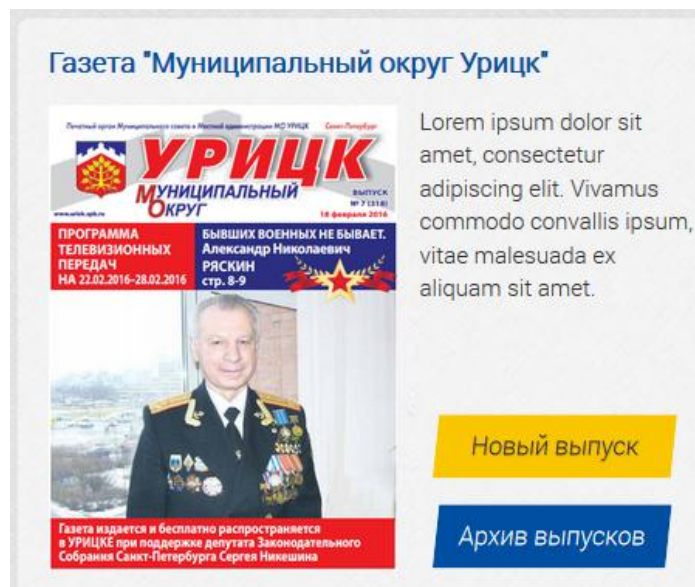 Газета "Муниципальный округ Урицк"
Печатный орган Муниципального совета и Местной администрации МО УРИЦК Санкт-Петербург
УРИЦК
МУНИЦИПАЛЬНЫЙ
ОКРУГ
ВЫПУСК
№ 7 (318)
www.urisk.spb.ru
18 февраля 2016
ПРОГРАММА
ТЕЛЕВИЗИОННЫХ
ПЕРЕДАЧ
НА 22.02.2016–28.02.2016
БЫВШИХ ВОЕННЫХ НЕ БЫВАЕТ.
Александр Николаевич
РЯСКИН
стр. 8-9
Газета издается и бесплатно распространяется
в УРИЦКЕ при поддержке депутата Законодательного
Собрания Санкт-Петербурга Сергея Никешина
Lorem ipsum dolor sit
amet, consectetur
adipiscing elit. Vivamus
commodo convallis ipsum,
vitae malesuada ex
aliquam sit amet.
Новый выпуск
Архив выпусков